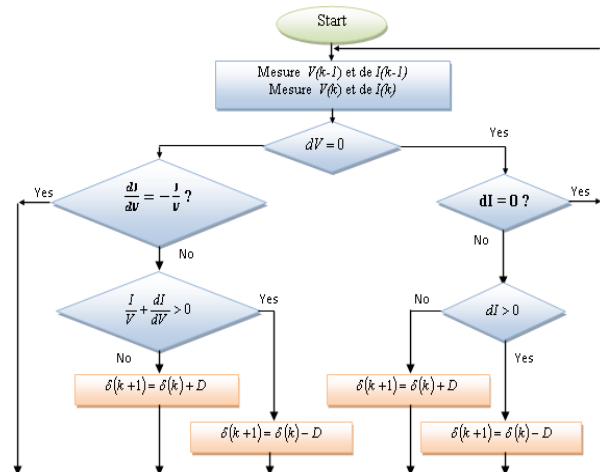 Start
Mesure V(k-1) et de I(k-1)
Mesure V(k) et de I(k)
dV = 0
Yes
dI/dV = −I/V ?
Yes
No
dI = 0 ?
Yes
No
I/V + dI/dV > 0
Yes
No
dI > 0
No
Yes
δ(k+1) = δ(k) + D
δ(k+1) = δ(k) − D
δ(k+1) = δ(k) + D
δ(k+1) = δ(k) − D